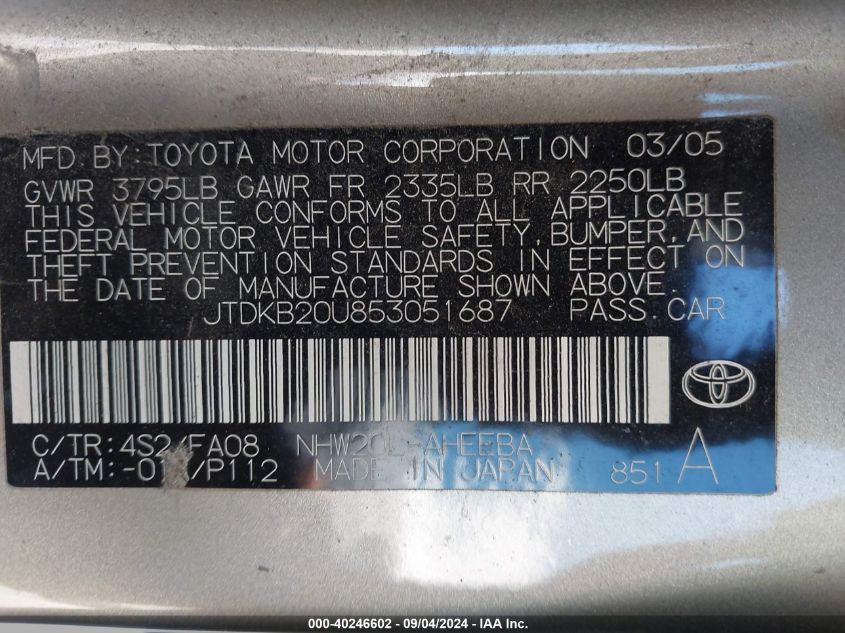 MFD BY: TOYOTA MOTOR CORPORATION 03/05
GVWR 3795LB GAWR FR 2335LB RR 2250LB
THIS VEHICLE CONFORMS TO ALL APPLICABLE
FEDERAL MOTOR VEHICLE SAFETY, BUMPER, AND
THEFT PREVENTION STANDARDS IN EFFECT ON
THE DATE OF MANUFACTURE SHOWN ABOVE.
JTDKB20U853051687 PASS.CAR
C/TR: FA08 NHW20L-AHEEBA
A/TM: /P112 MADE IN JAPAN 851 A
000-40246602 - 09/04/2024 - IAA Inc.